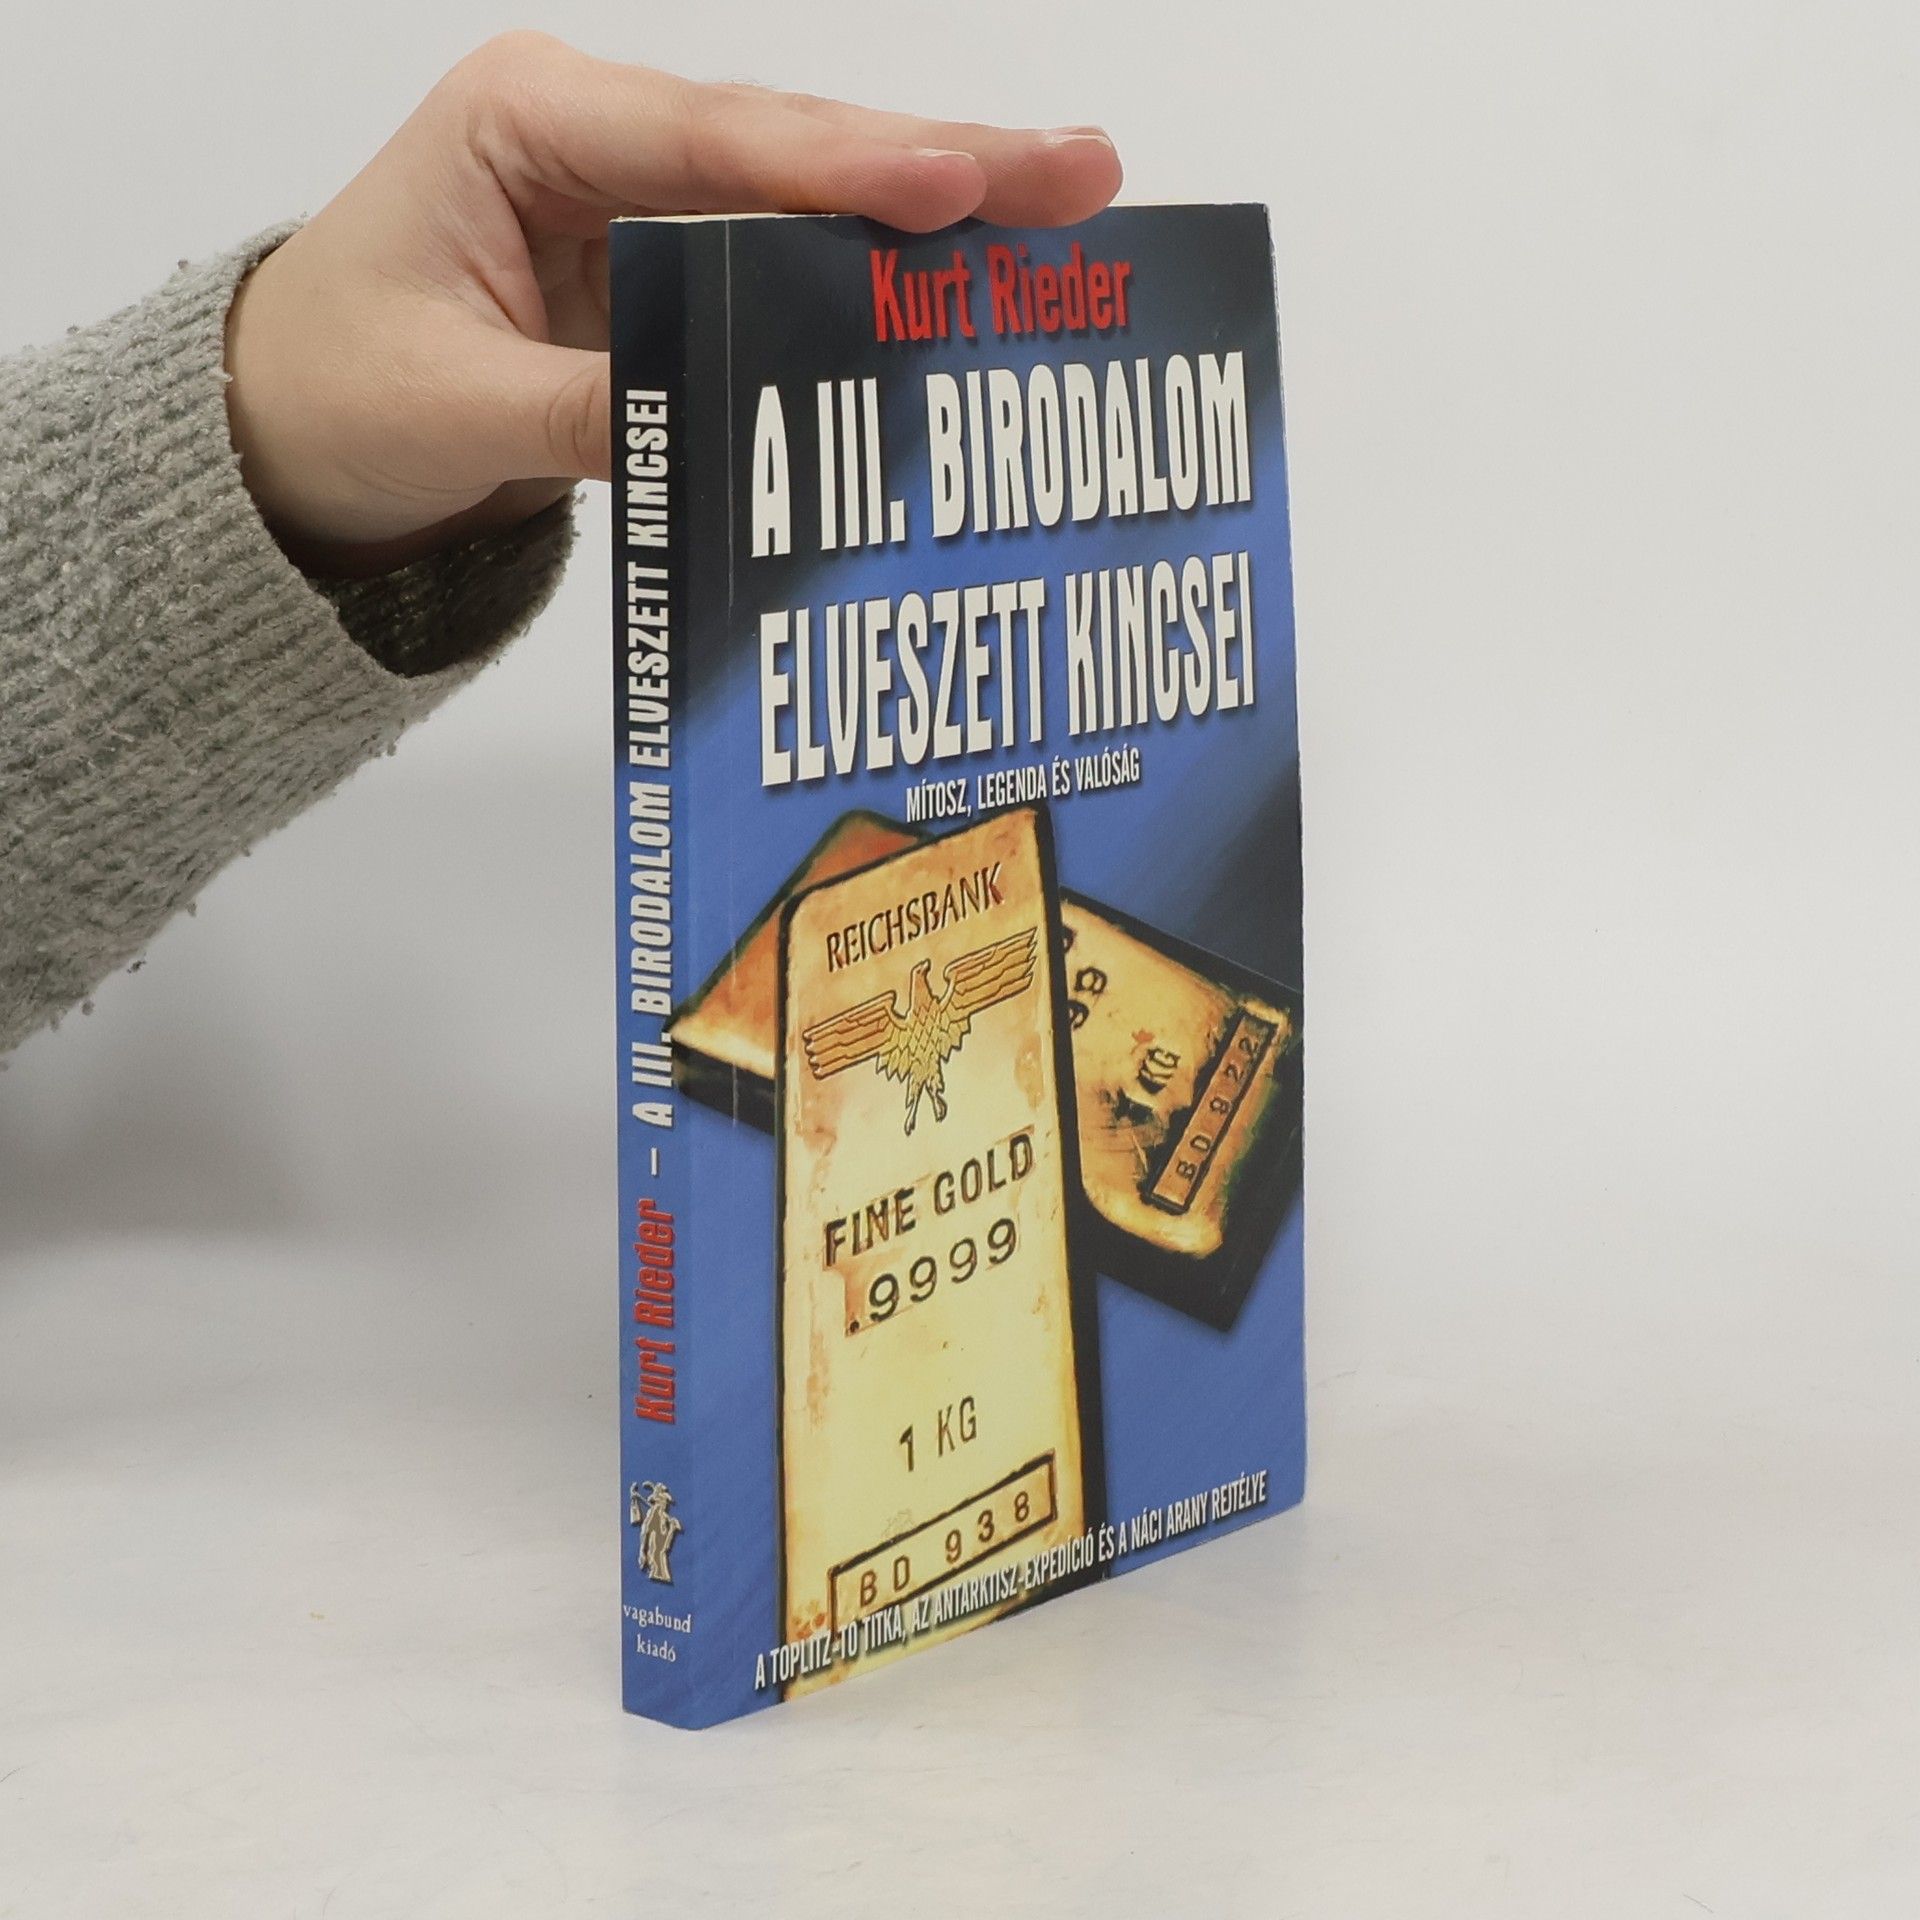 Kurt Rieder
A III. BIRODALOM
ELVESZETT KINCSEI
MÍTOSZ, LEGENDA ÉS VALÓSÁG
REICHSBANK
FINE GOLD
.9999
1 KG
BD 938
KG
BD 9822
A TOPLITZ-TÓ TITKA, AZ ANTARKTISZ-EXPEDÍCIÓ ÉS A NÁCI ARANY REJTÉLYE
Kurt Rieder – A III. BIRODALOM ELVESZETT KINCSEI
vagabund
kiadó